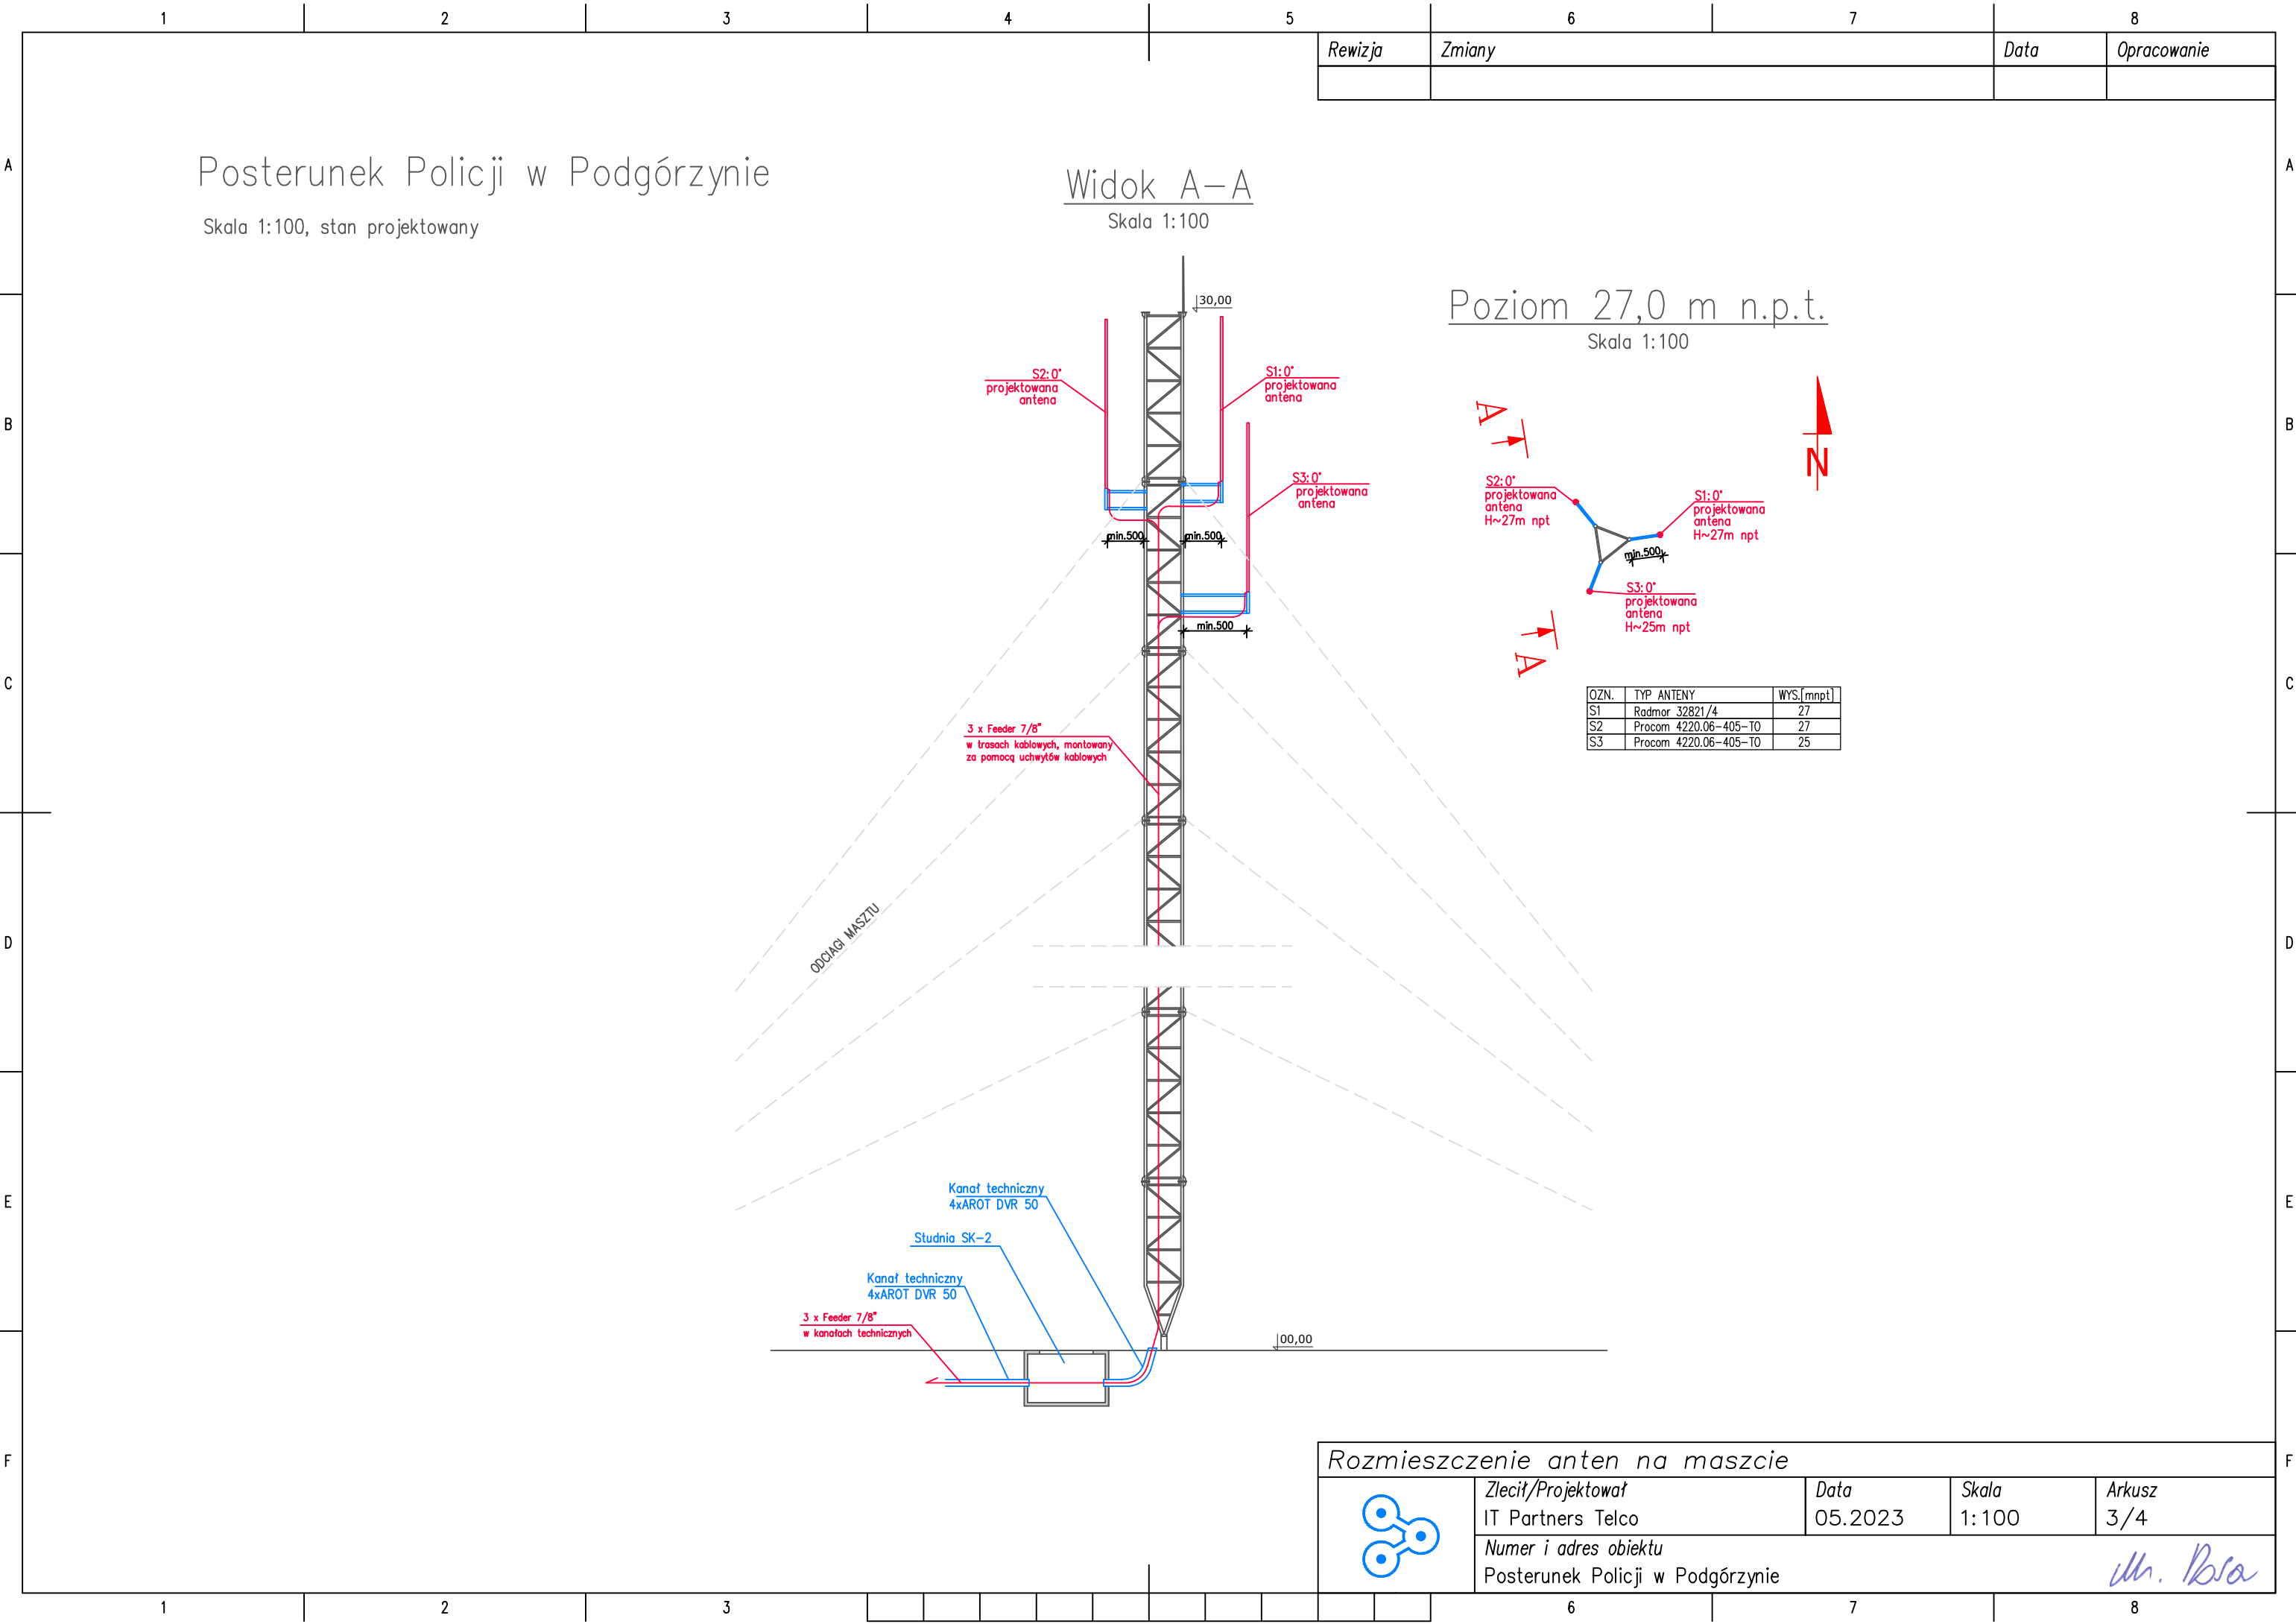 1 2 3 4 5 6 7 8
Rewizja Zmiany Data Opracowanie
A A
Posterunek Policji w Podgórzynie
Skala 1:100, stan projektowany
Widok A-A
Skala 1:100
30,00
Poziom 27,0 m n.p.t.
Skala 1:100
S2:0°
projektowana
antena
S1:0°
projektowana
antena
B B
A
N
S3:0°
projektowana
antena
S2:0°
projektowana
antena
H~27m npt
S1:0°
projektowana
antena
H~27m npt
min.500
min.500
min.500
S3:0°
projektowana
antena
H~25m npt
min.500
A
C C
OZN. TYP ANTENY WYS.[mnpt]
S1 Radmor 32821/4 27
S2 Procom 4220.06-405-TO 27
S3 Procom 4220.06-405-TO 25
3 x Feeder 7/8"
w trasach kablowych, montowany
za pomocą uchwytów kablowych
D D
ODCIAGI MASZTU
E E
Kanał techniczny
4xAROT DVR 50
Studnia SK-2
Kanał techniczny
4xAROT DVR 50
3 x Feeder 7/8"
w kanałach technicznych
00,00
F F
Rozmieszczenie anten na maszcie
Zlecił/Projektował Data Skala Arkusz
IT Partners Telco 05.2023 1:100 3/4
Numer i adres obiektu
Posterunek Policji w Podgórzynie
1 2 3 6 7 8